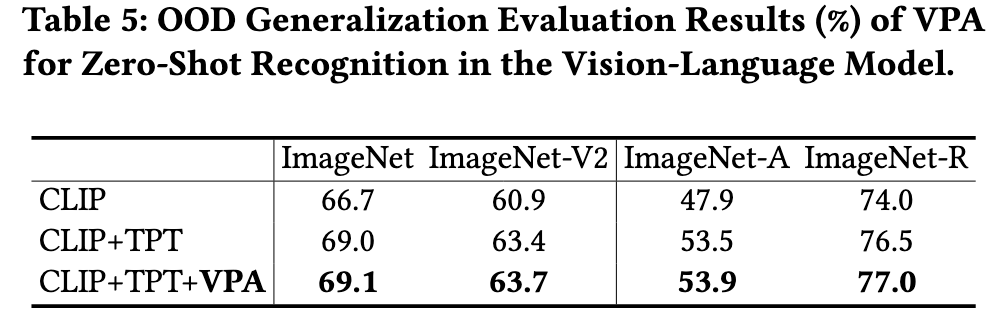 Table 5: OOD Generalization Evaluation Results (%) of VPA
for Zero-Shot Recognition in the Vision-Language Model.
ImageNet ImageNet-V2 ImageNet-A ImageNet-R
CLIP 66.7 60.9 47.9 74.0
CLIP+TPT 69.0 63.4 53.5 76.5
CLIP+TPT+VPA 69.1 63.7 53.9 77.0